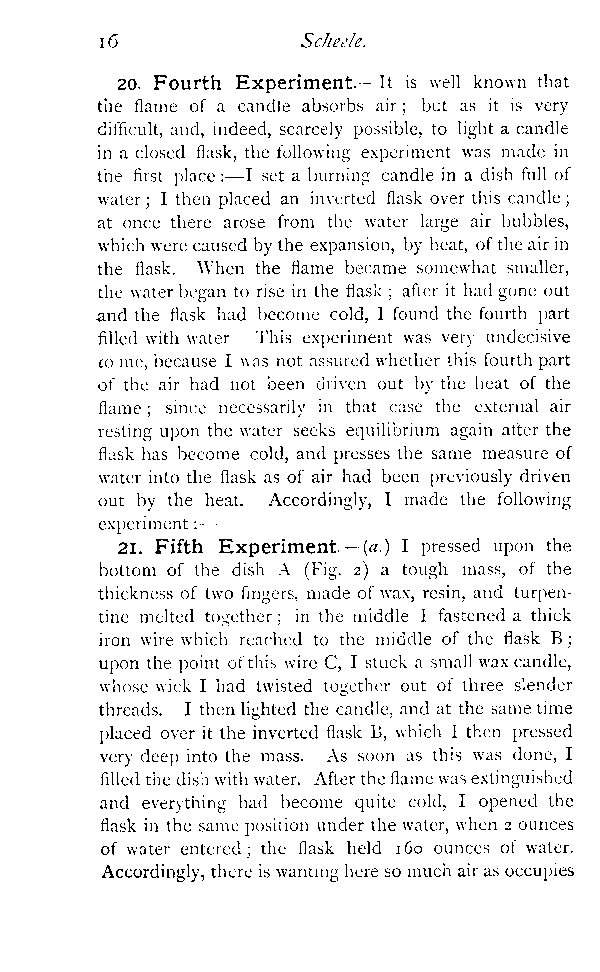 16 Scheele.
20. Fourth Experiment.— It is well known that
the flame of a candle absorbs air; but as it is very
difficult, and, indeed, scarcely possible, to light a candle
in a closed flask, the following experiment was made in
the first place:—I set a burning candle in a dish full of
water; I then placed an inverted flask over this candle;
at once there arose from the water large air bubbles,
which were caused by the expansion, by heat, of the air in
the flask. When the flame became somewhat smaller,
the water began to rise in the flask; after it had gone out
and the flask had become cold, I found the fourth part
filled with water This experiment was very undecisive
to me, because I was not assured whether this fourth part
of the air had not been driven out by the heat of the
flame; since necessarily in that case the external air
resting upon the water seeks equilibrium again after the
flask has become cold, and presses the same measure of
water into the flask as of air had been previously driven
out by the heat. Accordingly, I made the following
experiment:—
21. Fifth Experiment.—(a.) I pressed upon the
bottom of the dish A (Fig. 2) a tough mass, of the
thickness of two fingers, made of wax, resin, and turpen-
tine melted together; in the middle I fastened a thick
iron wire which reached to the middle of the flask B;
upon the point of this wire C, I stuck a small wax candle,
whose wick I had twisted together out of three slender
threads. I then lighted the candle, and at the same time
placed over it the inverted flask B, which I then pressed
very deep into the mass. As soon as this was done, I
filled the dish with water. After the flame was extinguished
and everything had become quite cold, I opened the
flask in the same position under the water, when 2 ounces
of water entered; the flask held 160 ounces of water.
Accordingly, there is wanting here so much air as occupies